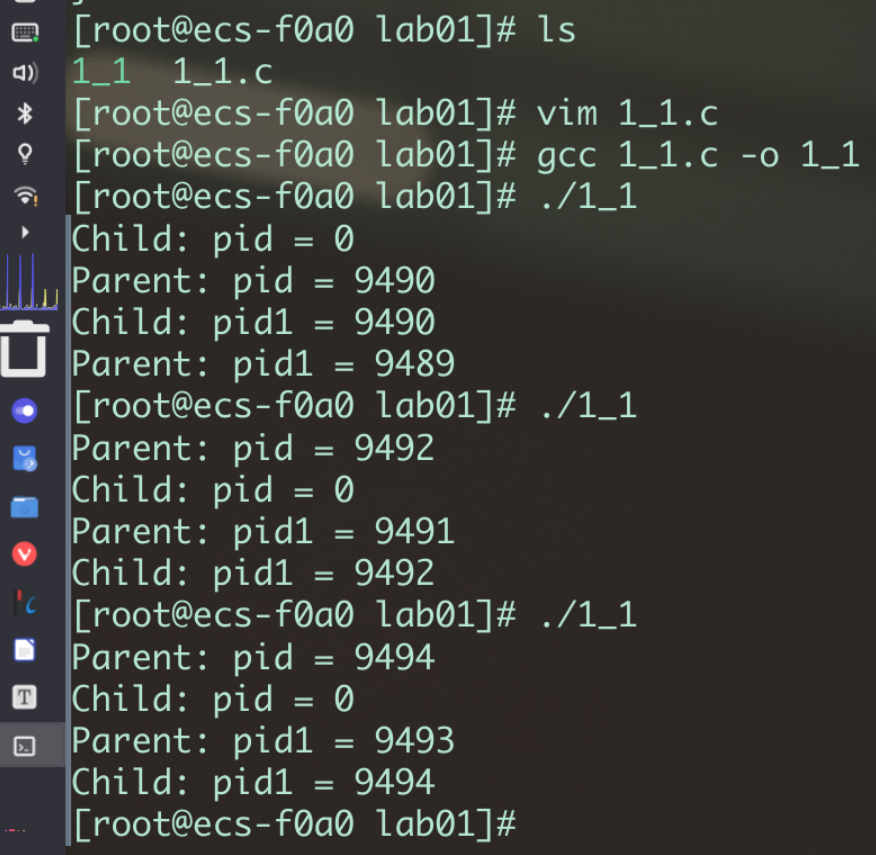 [root@ecs-f0a0 lab01]# ls
1_1  1_1.c
[root@ecs-f0a0 lab01]# vim 1_1.c
[root@ecs-f0a0 lab01]# gcc 1_1.c -o 1_1
[root@ecs-f0a0 lab01]# ./1_1
Child: pid = 0
Parent: pid = 9490
Child: pid1 = 9490
Parent: pid1 = 9489
[root@ecs-f0a0 lab01]# ./1_1
Parent: pid = 9492
Child: pid = 0
Parent: pid1 = 9491
Child: pid1 = 9492
[root@ecs-f0a0 lab01]# ./1_1
Parent: pid = 9494
Child: pid = 0
Parent: pid1 = 9493
Child: pid1 = 9494
[root@ecs-f0a0 lab01]#